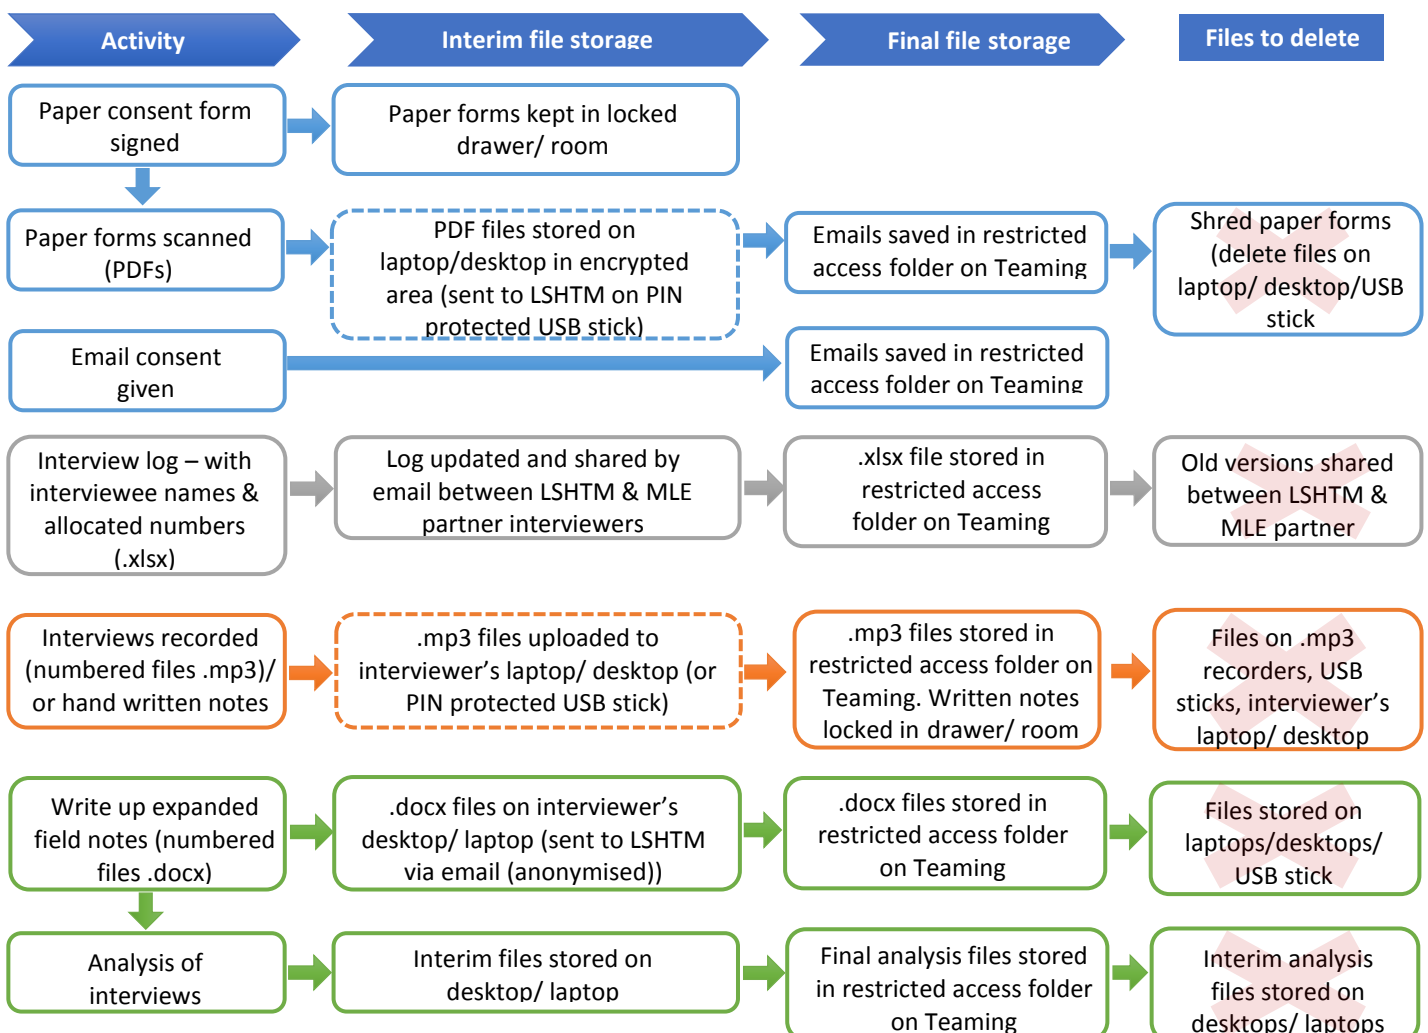 Activity
Interim file storage
Final file storage
Files to delete
Paper consent form
signed
Paper forms kept in locked
drawer/ room
Paper forms scanned
(PDFs)
PDF files stored on
laptop/desktop in encrypted
area (sent to LSHTM on PIN
protected USB stick)
Emails saved in restricted
access folder on Teaming
Shred paper forms
(delete files on
laptop/ desktop/USB
stick
Email consent
given
Emails saved in restricted
access folder on Teaming
Interview log – with
interviewee names &
allocated numbers
(.xlsx)
Log updated and shared by
email between LSHTM & MLE
partner interviewers
.xlsx file stored in
restricted access
folder on Teaming
Old versions shared
between LSHTM &
MLE partner
Interviews recorded
(numbered files .mp3)/
or hand written notes
.mp3 files uploaded to
interviewer’s laptop/ desktop (or
PIN protected USB stick)
.mp3 files stored in
restricted access folder on
Teaming. Written notes
locked in drawer/ room
Files on .mp3
recorders, USB
sticks, interviewer’s
laptop/ desktop
Write up expanded
field notes (numbered
files .docx)
.docx files on interviewer’s
desktop/ laptop (sent to LSHTM
via email (anonymised))
.docx files stored in
restricted access folder
on Teaming
Files stored on
laptops/desktops/
USB stick
Analysis of
interviews
Interim files stored on
desktop/ laptop
Final analysis files stored
in restricted access folder
on Teaming
Interim analysis
files stored on
desktops/ laptops